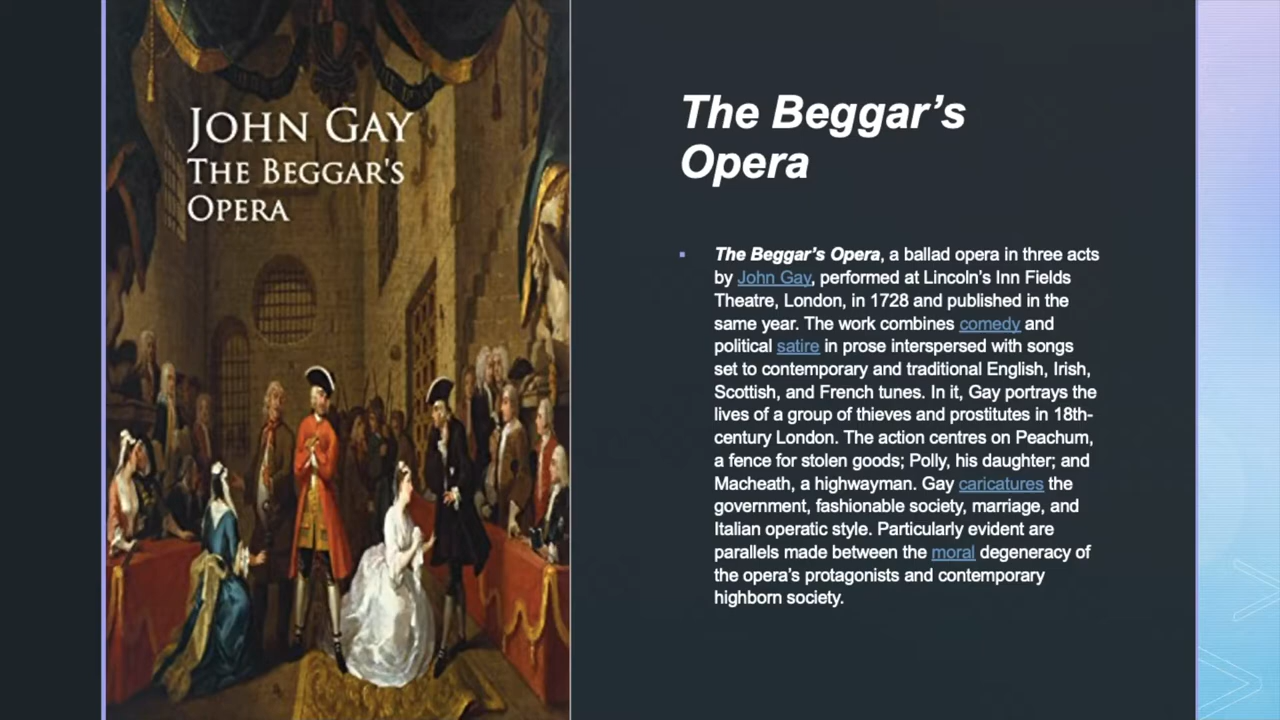 JOHN GAY
THE BEGGAR'S
OPERA
The Beggar’s
Opera
The Beggar’s Opera, a ballad opera in three acts
by John Gay, performed at Lincoln’s Inn Fields
Theatre, London, in 1728 and published in the
same year. The work combines comedy and
political satire in prose interspersed with songs
set to contemporary and traditional English, Irish,
Scottish, and French tunes. In it, Gay portrays the
lives of a group of thieves and prostitutes in 18th-
century London. The action centres on Peachum,
a fence for stolen goods; Polly, his daughter; and
Macheath, a highwayman. Gay caricatures the
government, fashionable society, marriage, and
Italian operatic style. Particularly evident are
parallels made between the moral degeneracy of
the opera’s protagonists and contemporary
highborn society.